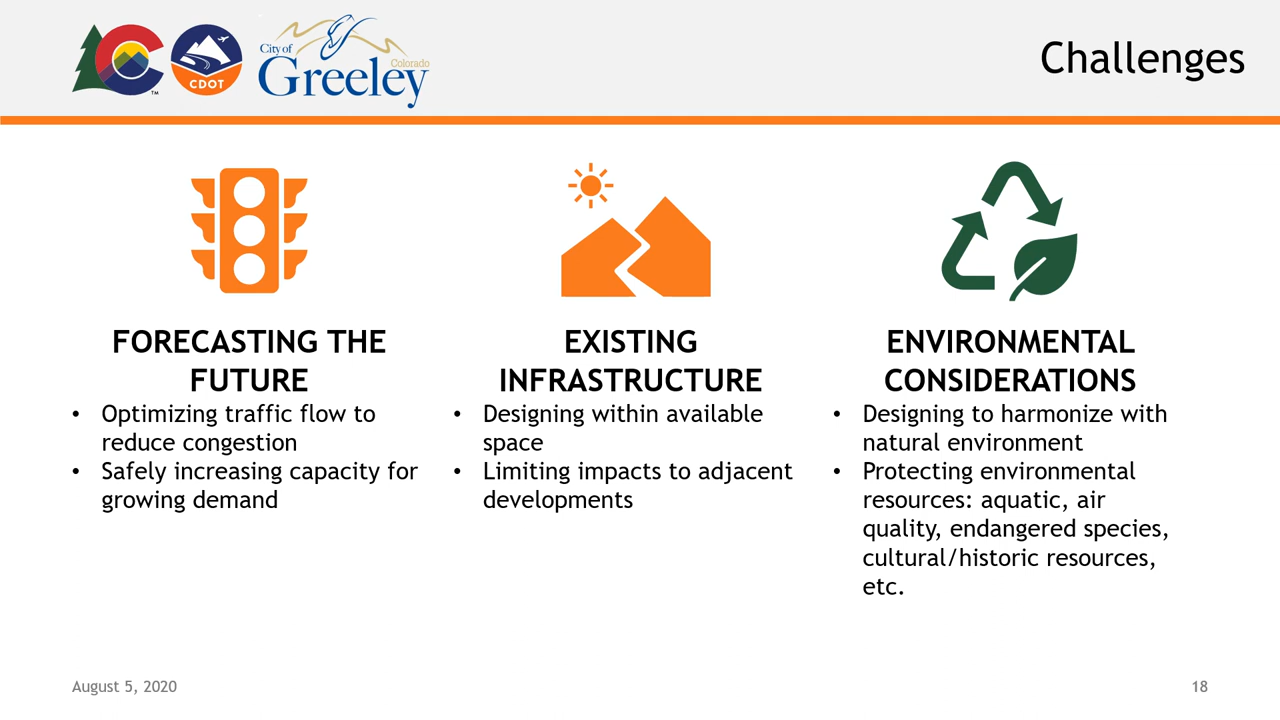 CDOT
TM
City of
Greeley
Colorado
Challenges
FORECASTING THE
FUTURE
• Optimizing traffic flow to
reduce congestion
• Safely increasing capacity for
growing demand
EXISTING
INFRASTRUCTURE
• Designing within available
space
• Limiting impacts to adjacent
developments
ENVIRONMENTAL
CONSIDERATIONS
• Designing to harmonize with
natural environment
• Protecting environmental
resources: aquatic, air
quality, endangered species,
cultural/historic resources,
etc.
August 5, 2020
18